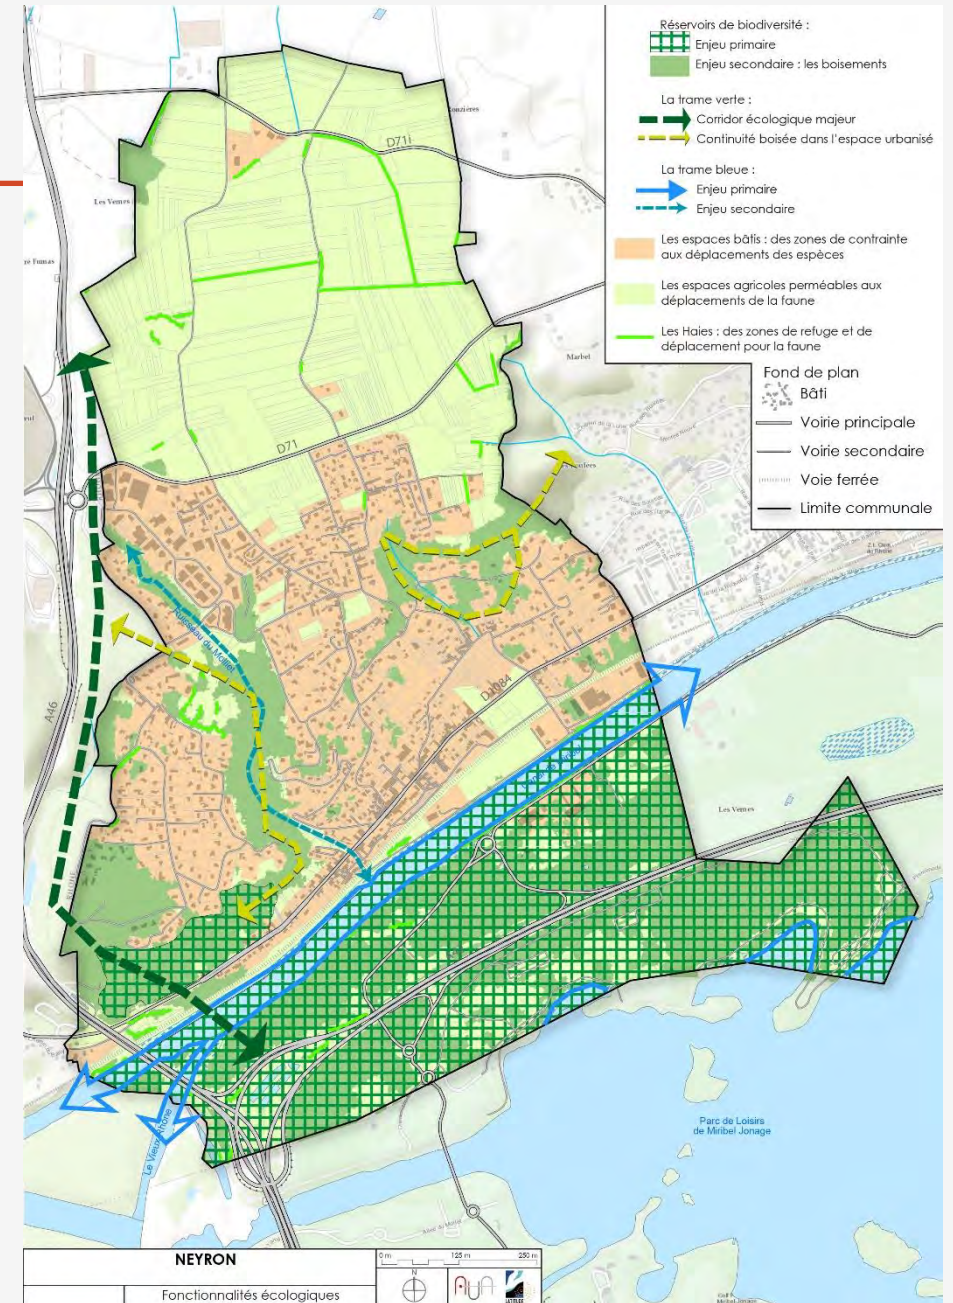 Réservoirs de biodiversité :
Enjeu primaire
Enjeu secondaire : les boisements
La trame verte :
Corridor écologique majeur
Continuité boisée dans l'espace urbanisé
La trame bleue :
Enjeu primaire
Enjeu secondaire
Les espaces bâtis : des zones de contrainte
aux déplacements des espèces
Les espaces agricoles perméables aux
déplacements de la faune
Les Haies : des zones de refuge et de
déplacement pour la faune
Fond de plan
Bâti
Voirie principale
Voirie secondaire
Voie ferrée
Limite communale
D71i
Les Vernes
Marbel
D71
Ruisseau du Mollet
A46
D1084
Les Vernes
Le Vieux Rhône
Parc de Loisirs
de Miribel Jonage
NEYRON
0 m
125 m
250 m
N
Fonctionnalités écologiques